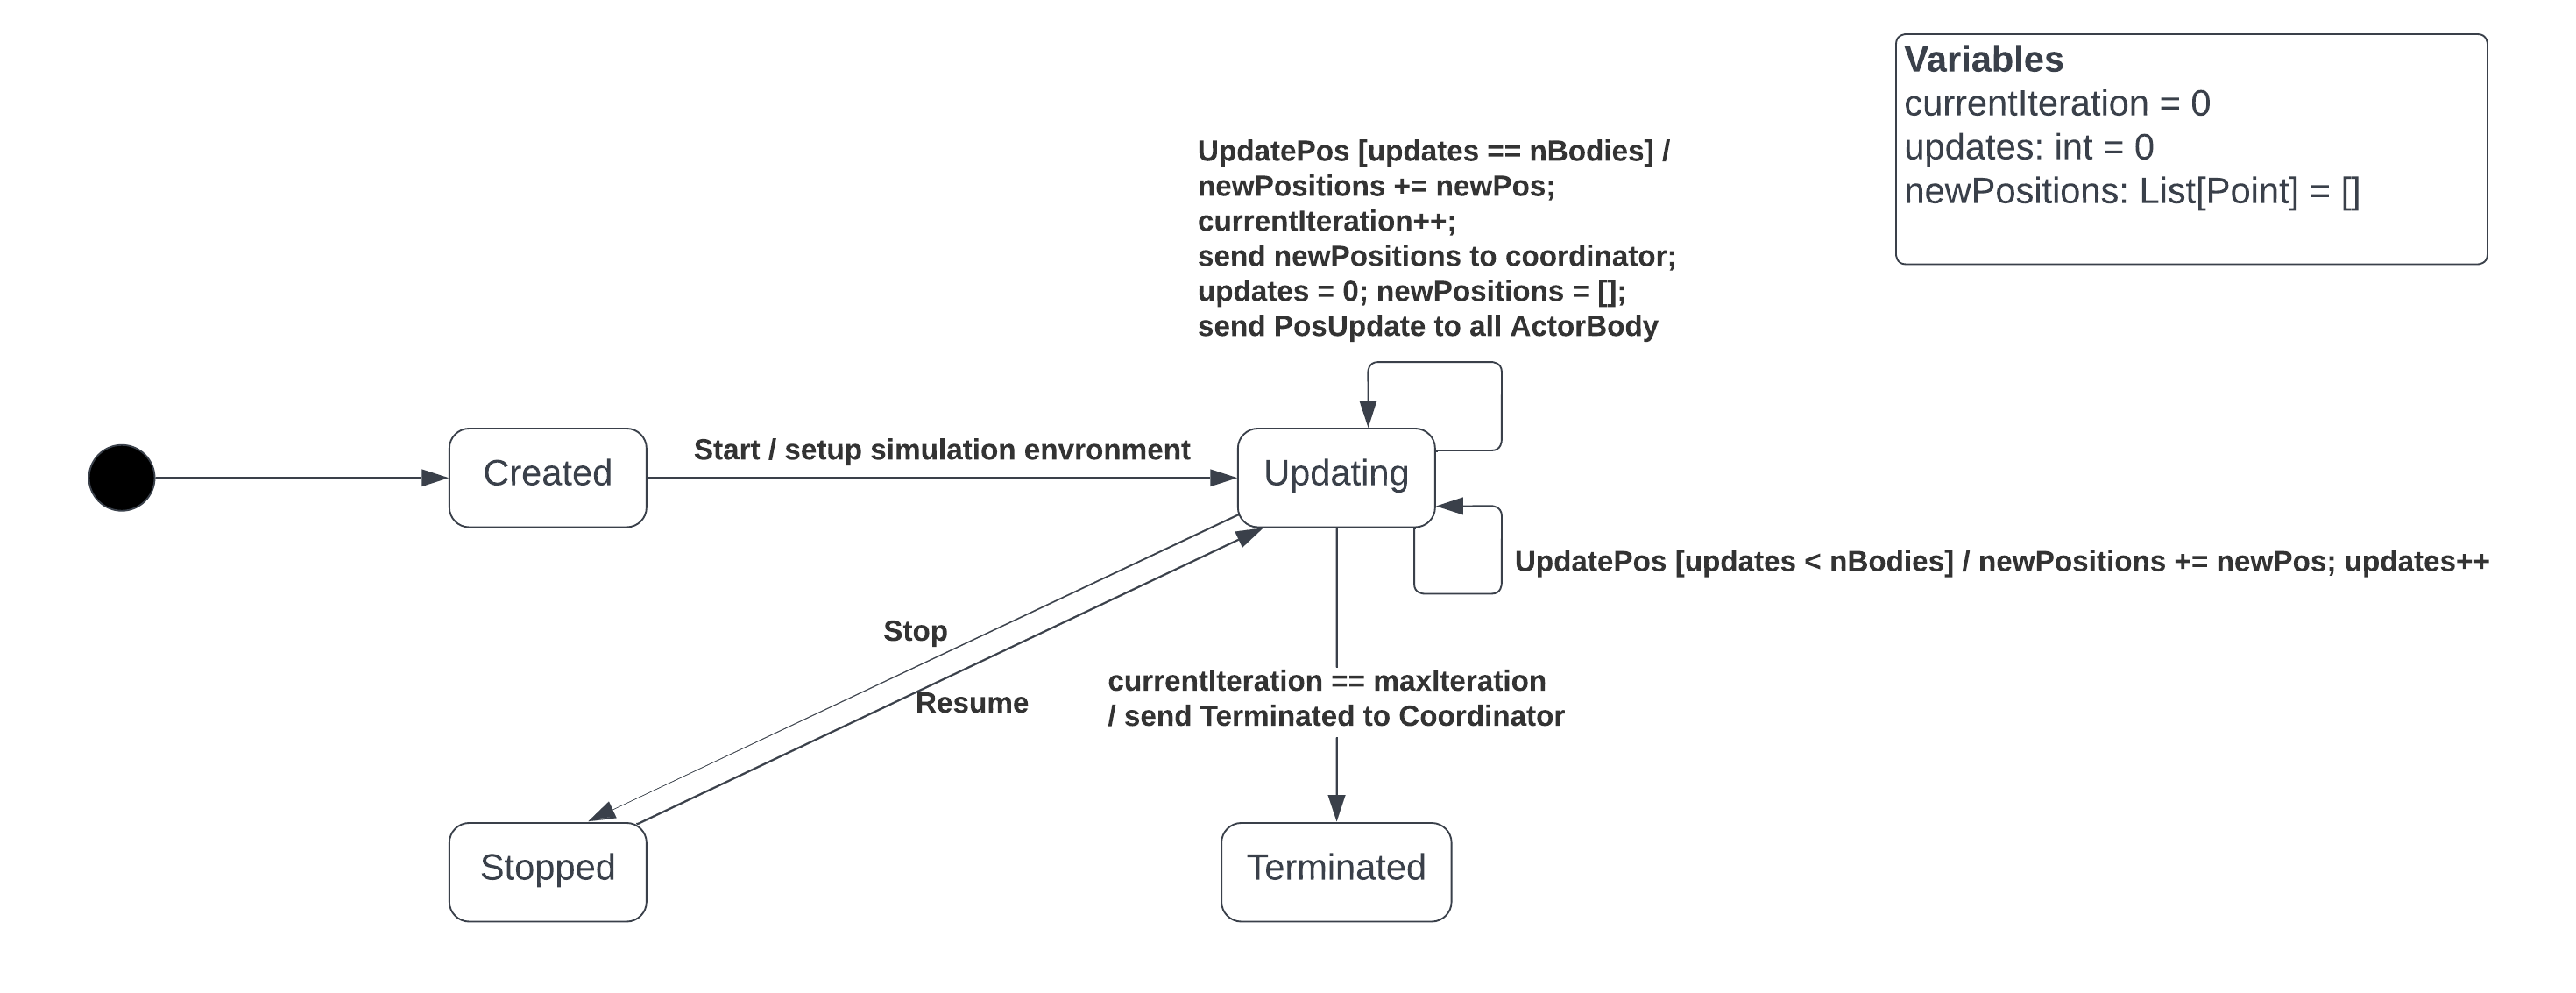 Variables
currentIteration = 0
updates: int = 0
newPositions: List[Point] = []
UpdatePos [updates == nBodies] /
newPositions += newPos;
currentIteration++;
send newPositions to coordinator;
updates = 0; newPositions = [];
send PosUpdate to all ActorBody
Created
Start / setup simulation envronment
Updating
UpdatePos [updates < nBodies] / newPositions += newPos; updates++
Stop
Resume
currentIteration == maxIteration
/ send Terminated to Coordinator
Stopped
Terminated